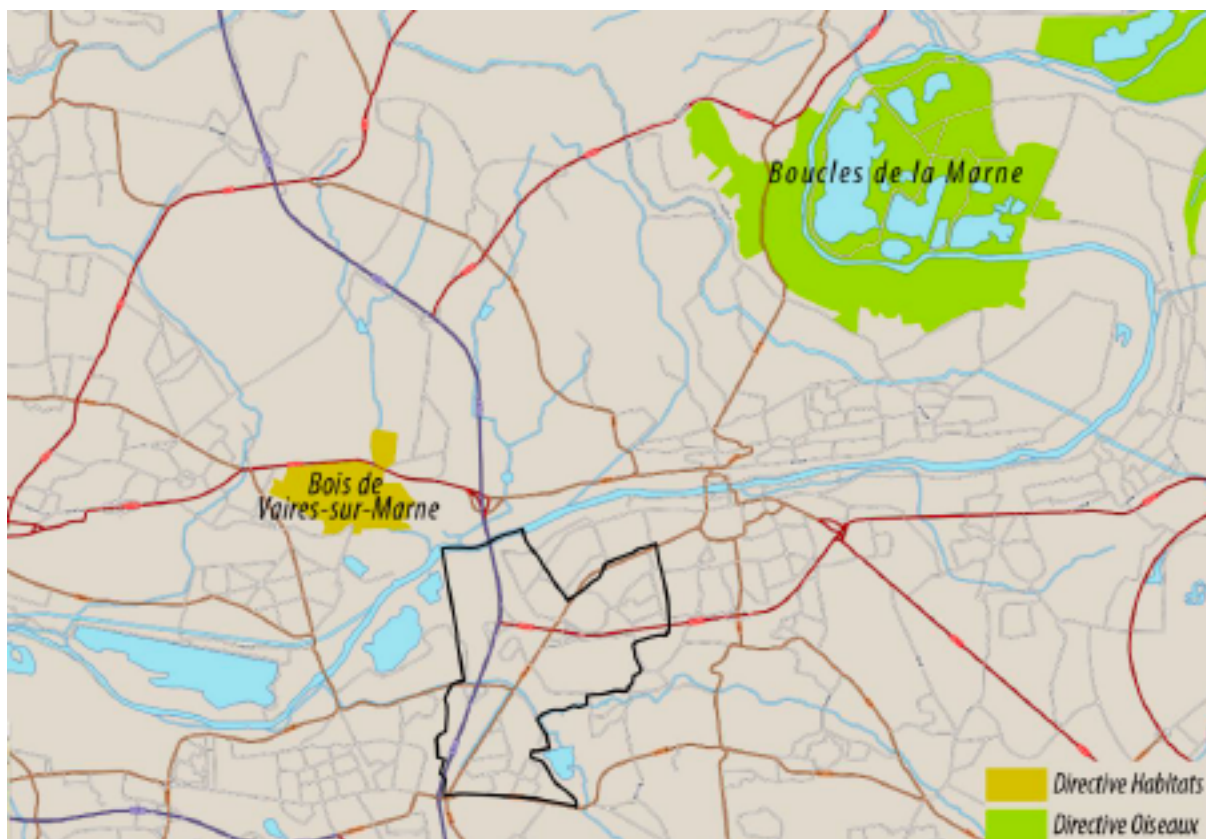 Boucles de la Marne
Bois de
Vaires-sur-Marne
Directive Habitats
Directive Oiseaux